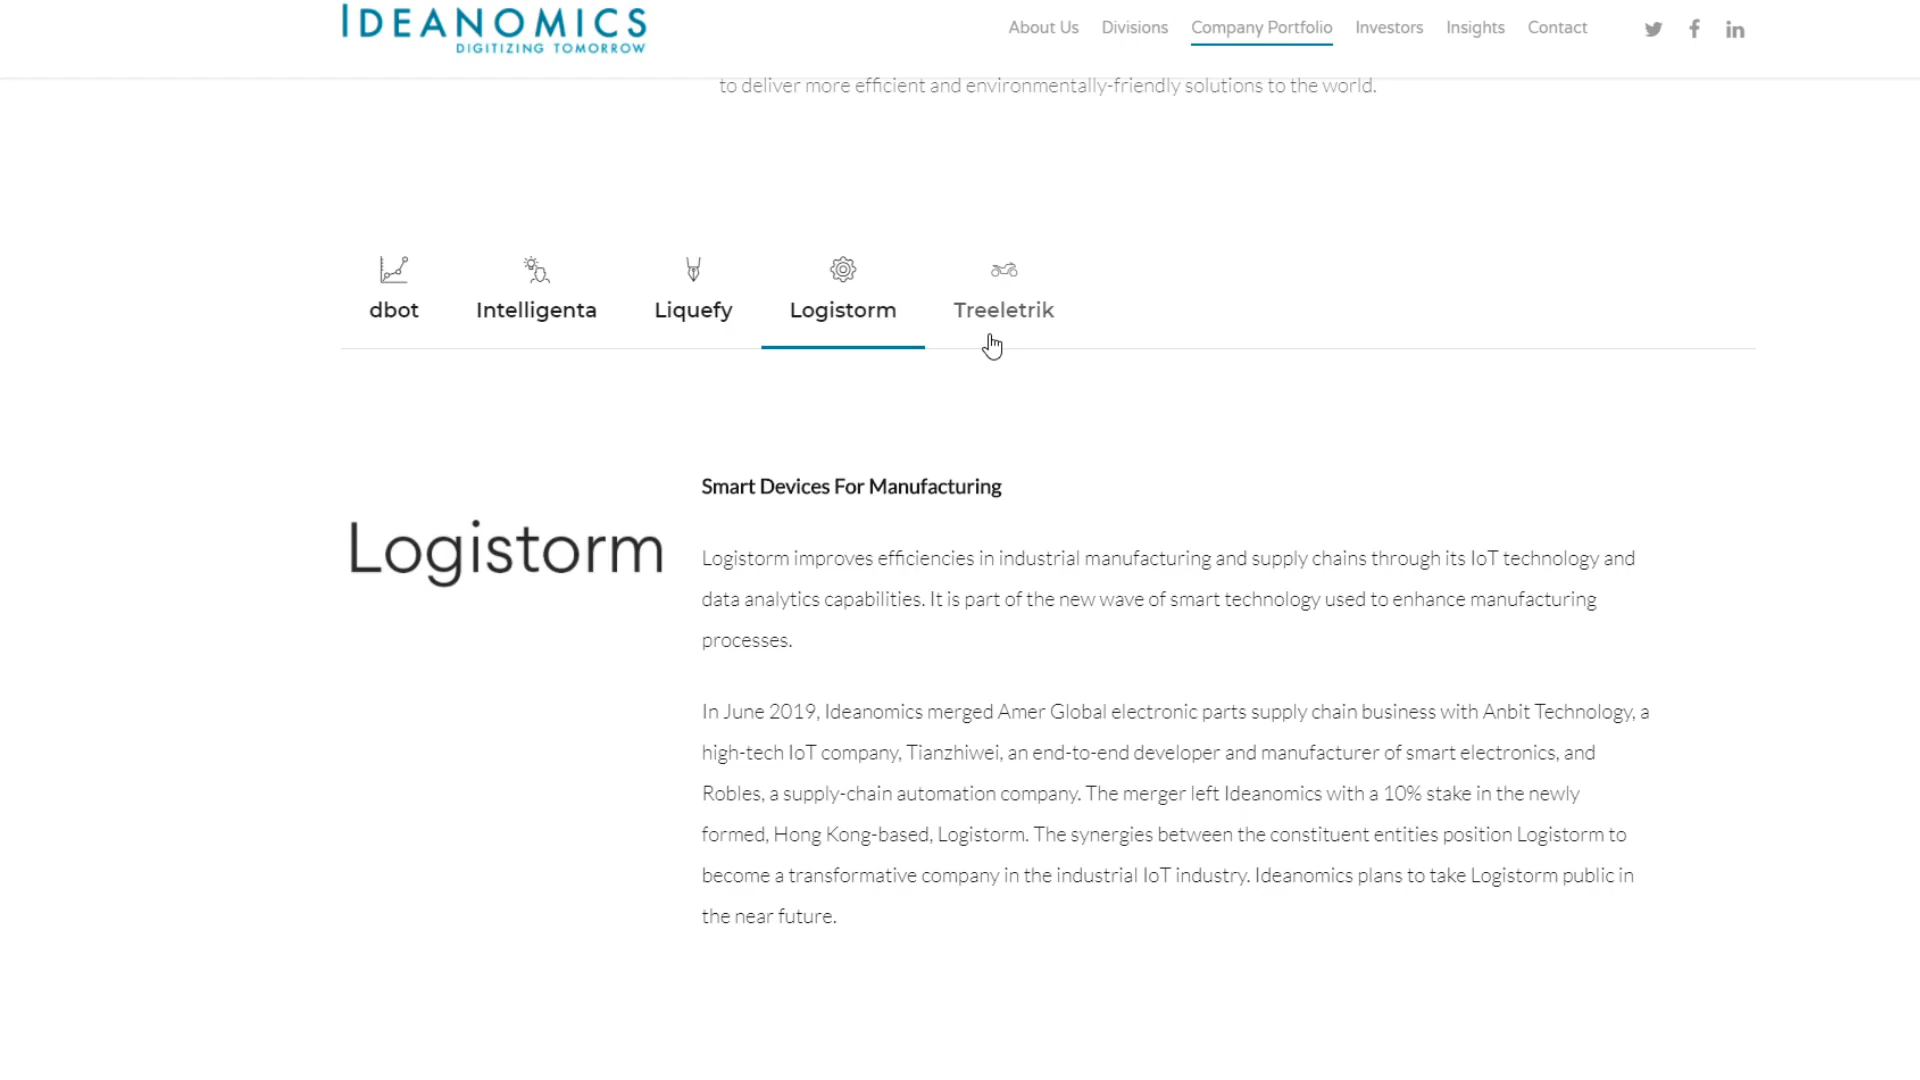 IDEANOMICS
DIGITIZING TOMORROW
About Us Divisions Company Portfolio Investors Insights Contact
to deliver more efficient and environmentally-friendly solutions to the world.
dbot Intelligenta Liquefy Logistorm Treeletrik
Smart Devices For Manufacturing
Logistorm
Logistorm improves efficiencies in industrial manufacturing and supply chains through its IoT technology and
data analytics capabilities. It is part of the new wave of smart technology used to enhance manufacturing
processes.
In June 2019, Ideanomics merged Amer Global electronic parts supply chain business with Anbit Technology, a
high-tech IoT company, Tianzhiwei, an end-to-end developer and manufacturer of smart electronics, and
Robles, a supply-chain automation company. The merger left Ideanomics with a 10% stake in the newly
formed, Hong Kong-based, Logistorm. The synergies between the constituent entities position Logistorm to
become a transformative company in the industrial IoT industry. Ideanomics plans to take Logistorm public in
the near future.